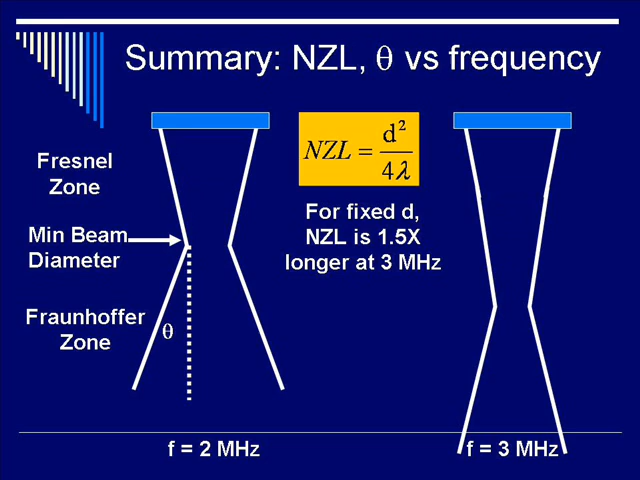 Summary: NZL, θ vs frequency
Fresnel
Zone
NZL = d²/4λ
For fixed d,
NZL is 1.5X
longer at 3 MHz
Min Beam
Diameter
Fraunhoffer
Zone
θ
f = 2 MHz
f = 3 MHz